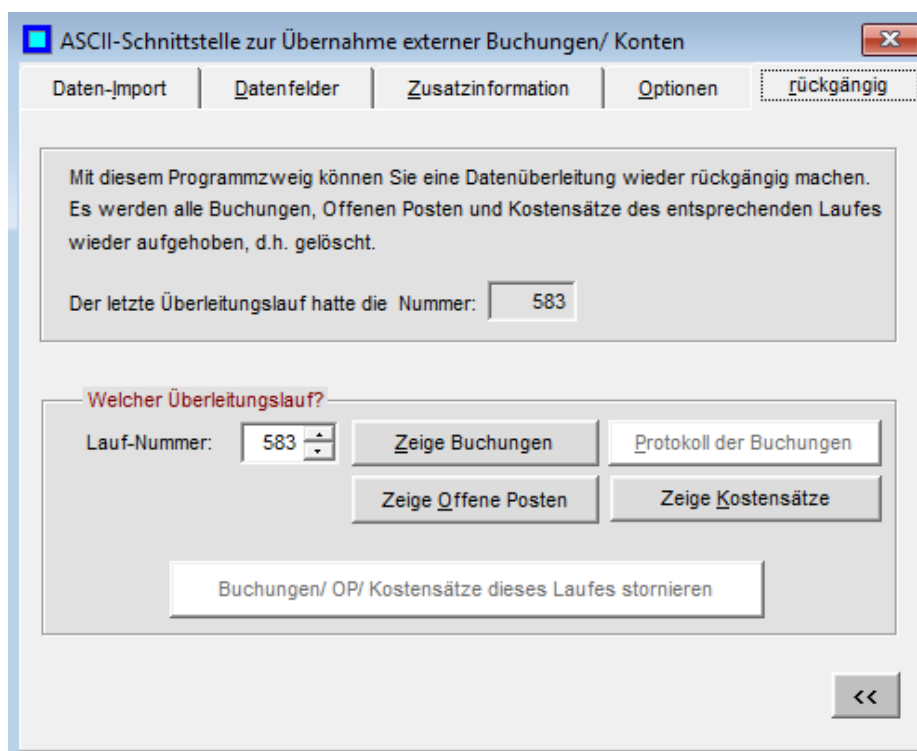 ASCII-Schnittstelle zur Übernahme externer Buchungen/ Konten
Daten-Import Datenfelder Zusatzinformation Optionen rückgängig
Mit diesem Programmzweig können Sie eine Datenüberleitung wieder rückgängig machen.
Es werden alle Buchungen, Offenen Posten und Kostensätze des entsprechenden Laufes
wieder aufgehoben, d.h. gelöscht.
Der letzte Überleitungslauf hatte die Nummer: 583
Welcher Überleitungslauf?
Lauf-Nummer: 583 Zeige Buchungen Protokoll der Buchungen
Zeige Offene Posten Zeige Kostensätze
Buchungen/ OP/ Kostensätze dieses Laufes stornieren
<<